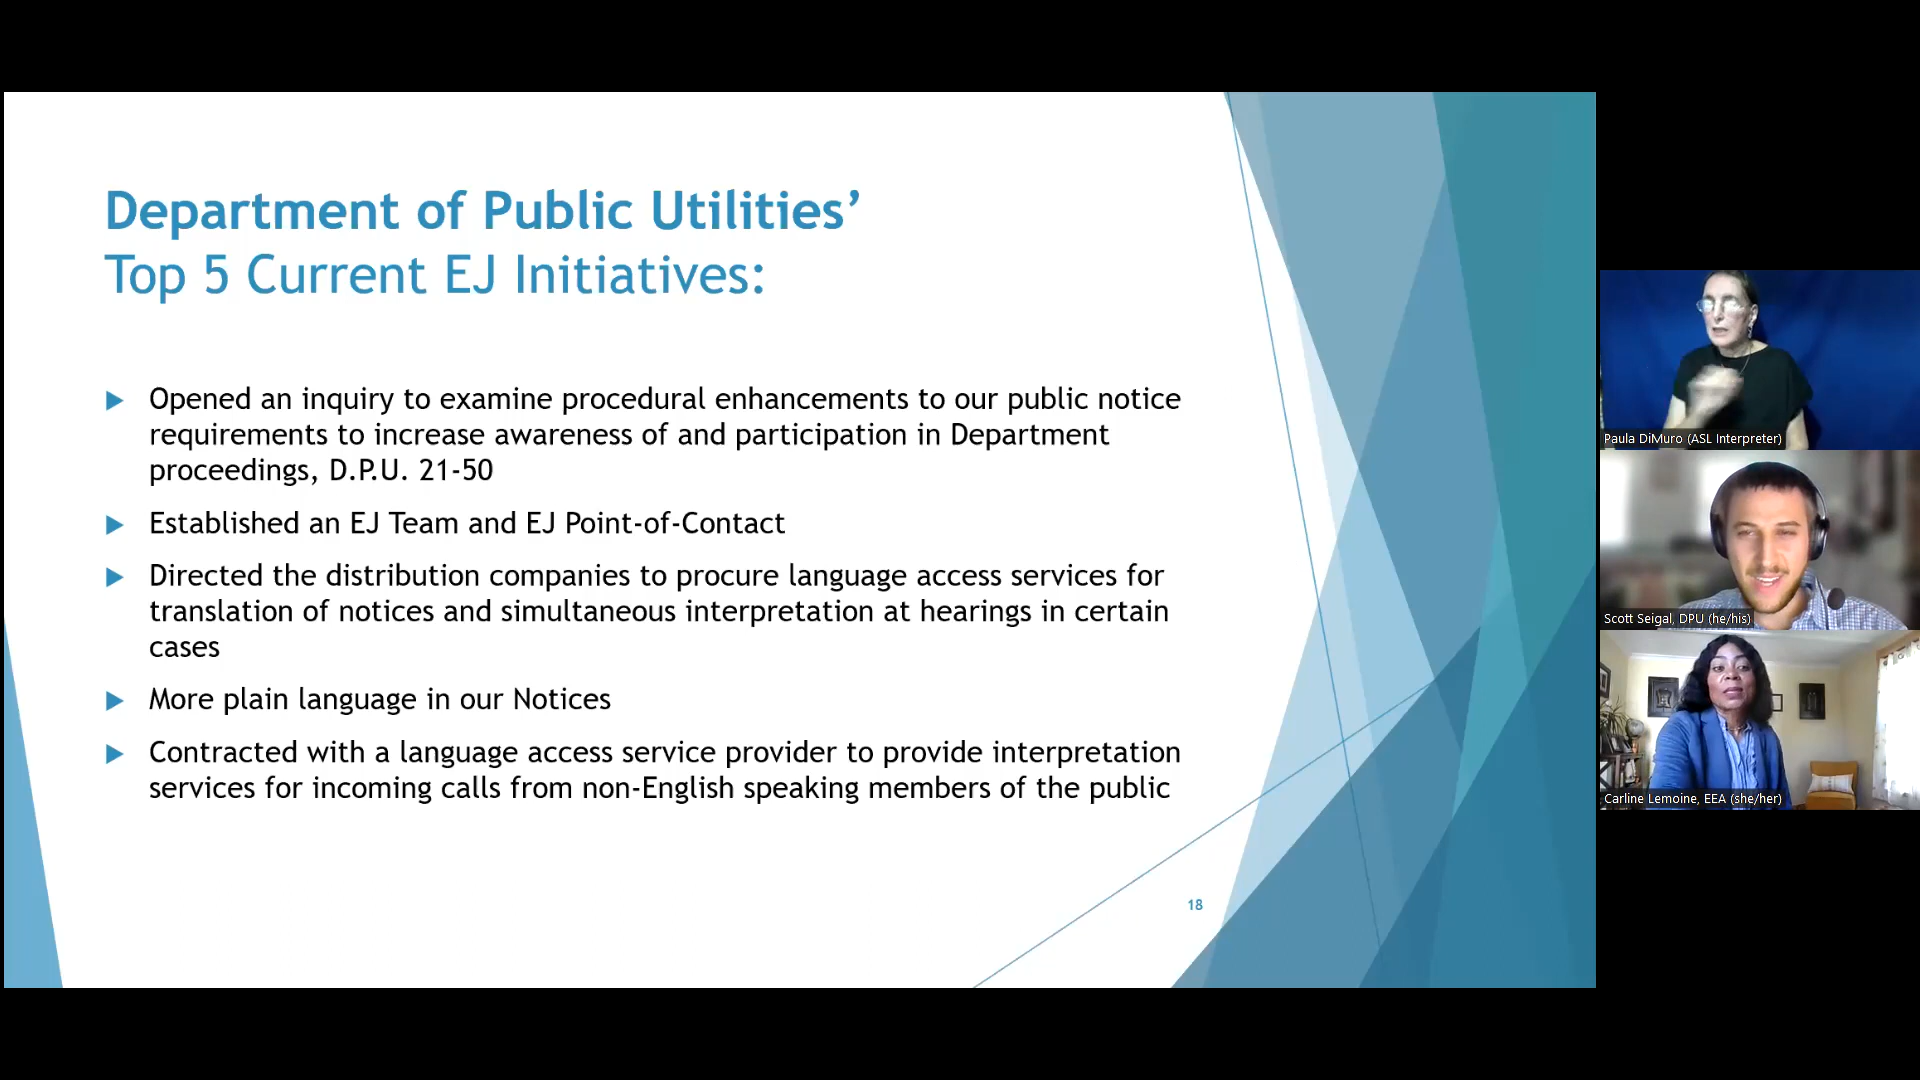 Department of Public Utilities’
Top 5 Current EJ Initiatives:
Opened an inquiry to examine procedural enhancements to our public notice
requirements to increase awareness of and participation in Department
proceedings, D.P.U. 21-50
Established an EJ Team and EJ Point-of-Contact
Directed the distribution companies to procure language access services for
translation of notices and simultaneous interpretation at hearings in certain
cases
More plain language in our Notices
Contracted with a language access service provider to provide interpretation
services for incoming calls from non-English speaking members of the public
18
Paula DiMuro (ASL Interpreter)
Scott Seigal, DPU (he/his)
Carline Lemoine, EEA (she/her)